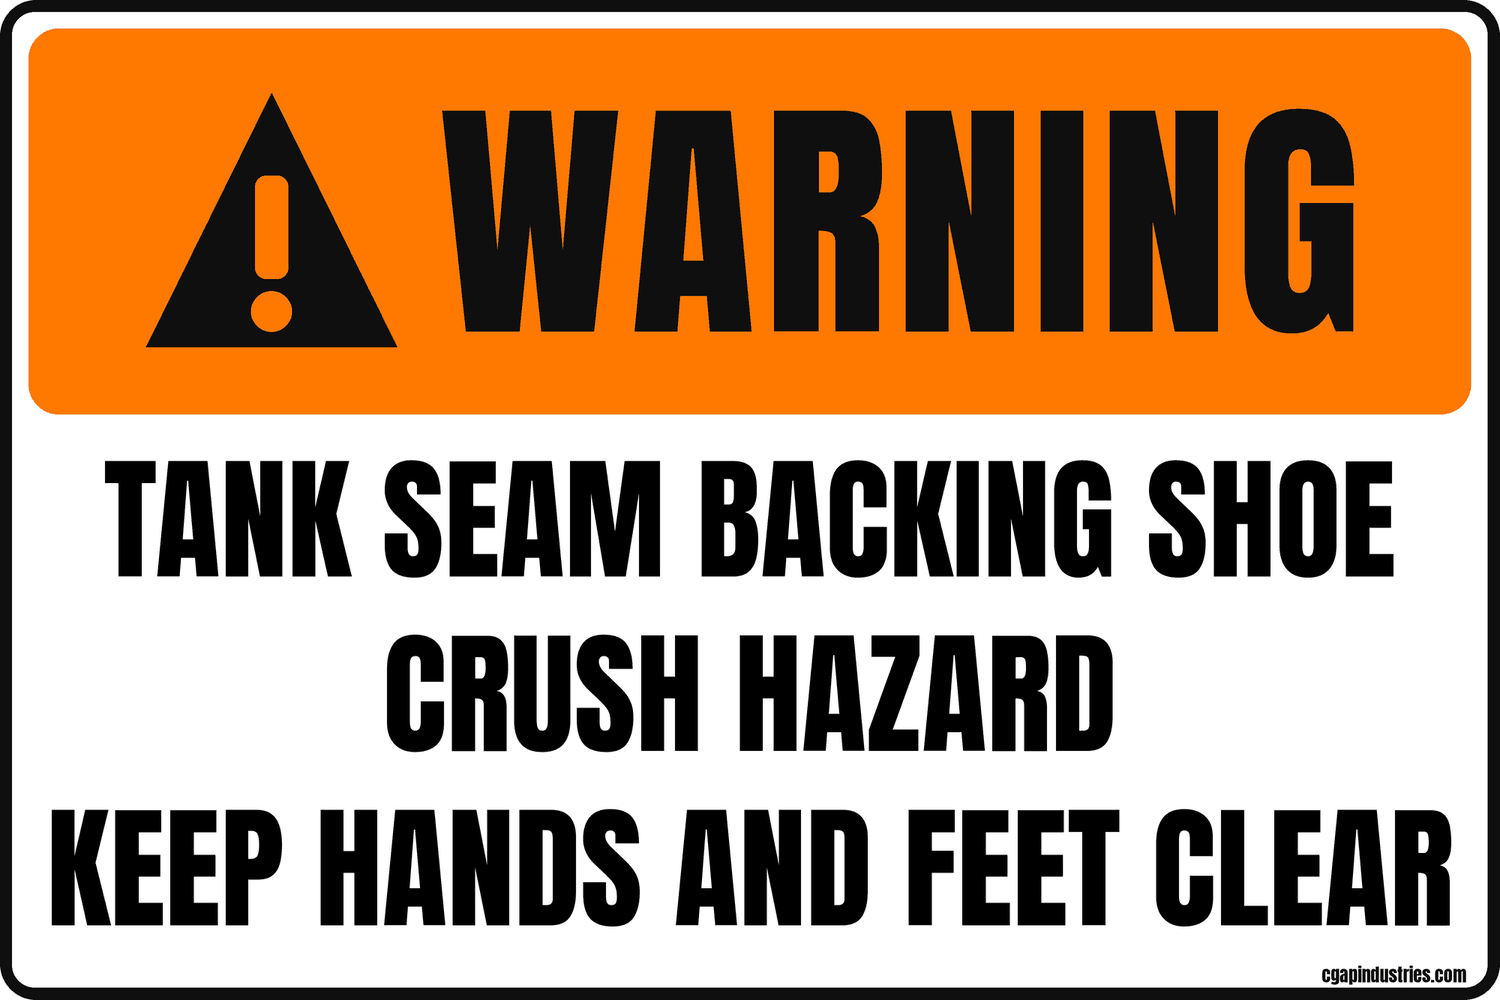 WARNING
TANK SEAM BACKING SHOE
CRUSH HAZARD
KEEP HANDS AND FEET CLEAR
cgapindustries.com